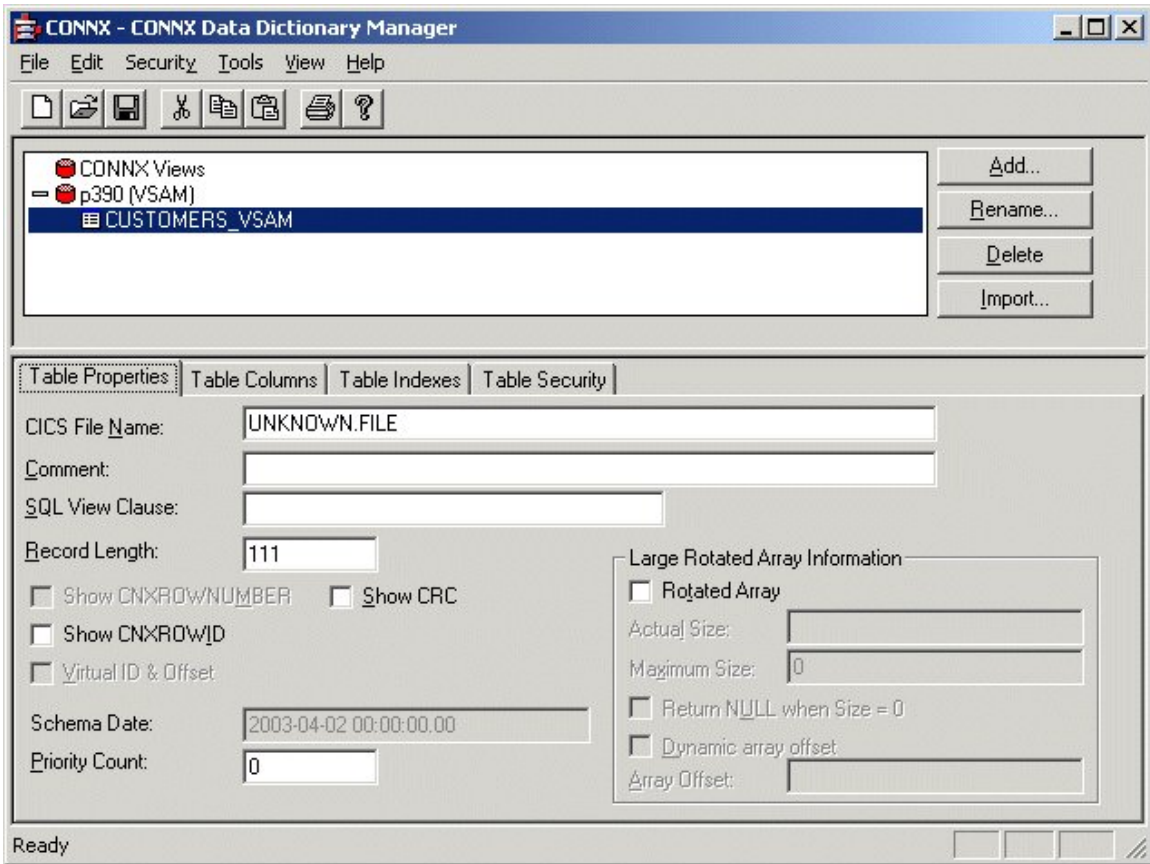 CONNX - CONNX Data Dictionary Manager
File Edit Security Tools View Help
CONNX Views
p390 (VSAM)
CUSTOMERS_VSAM
Add...
Rename...
Delete
Import...
Table Properties Table Columns Table Indexes Table Security
CICS File Name: UNKNOWN.FILE
Comment:
SQL View Clause:
Record Length: 111
Show CNXROWNUMBER Show CRC
Show CNXROWID
Virtual ID & Offset
Schema Date: 2003-04-02 00:00:00.00
Priority Count: 0
Large Rotated Array Information
Rotated Array
Actual Size:
Maximum Size: 0
Return NULL when Size = 0
Dynamic array offset
Array Offset:
Ready